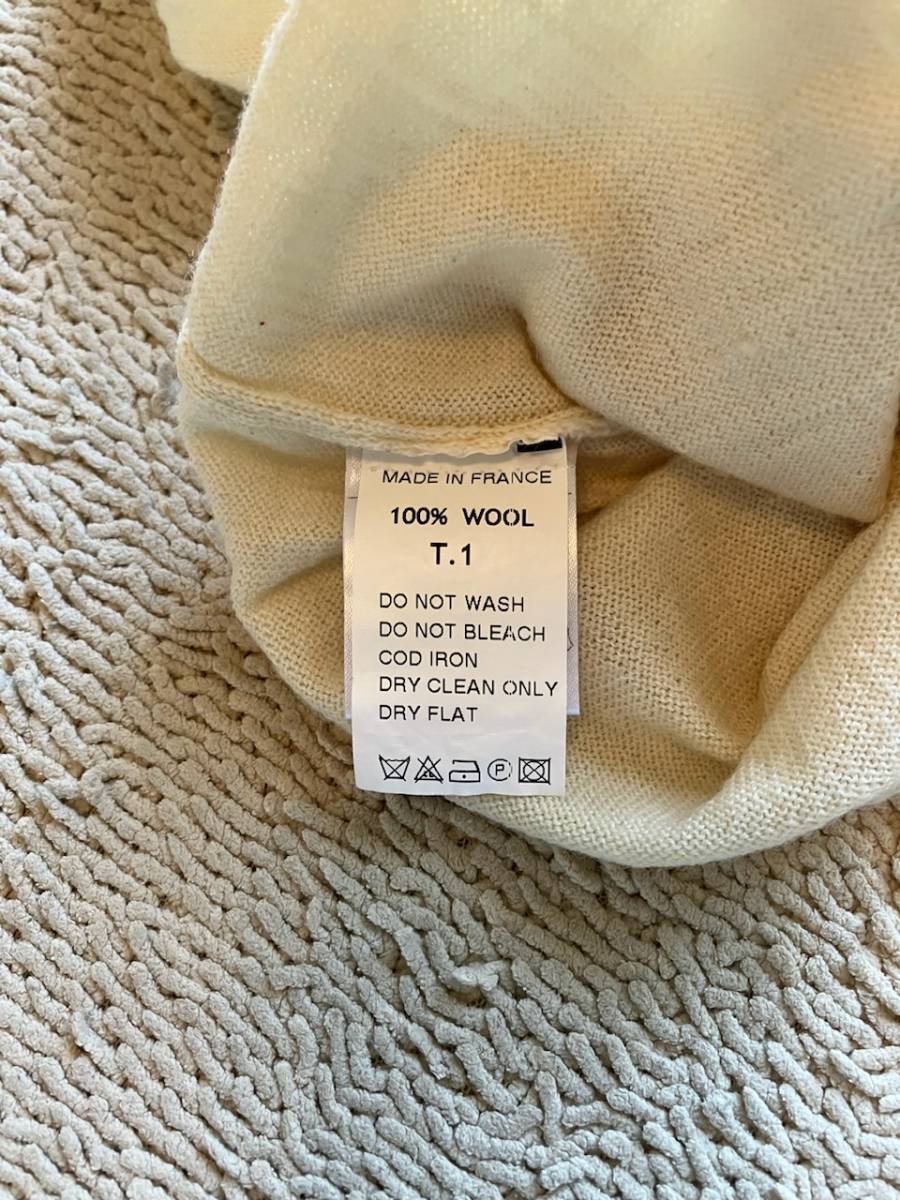 MADE IN FRANCE
100% WOOL
T.1
DO NOT WASH
DO NOT BLEACH
COD IRON
DRY CLEAN ONLY
DRY FLAT
P